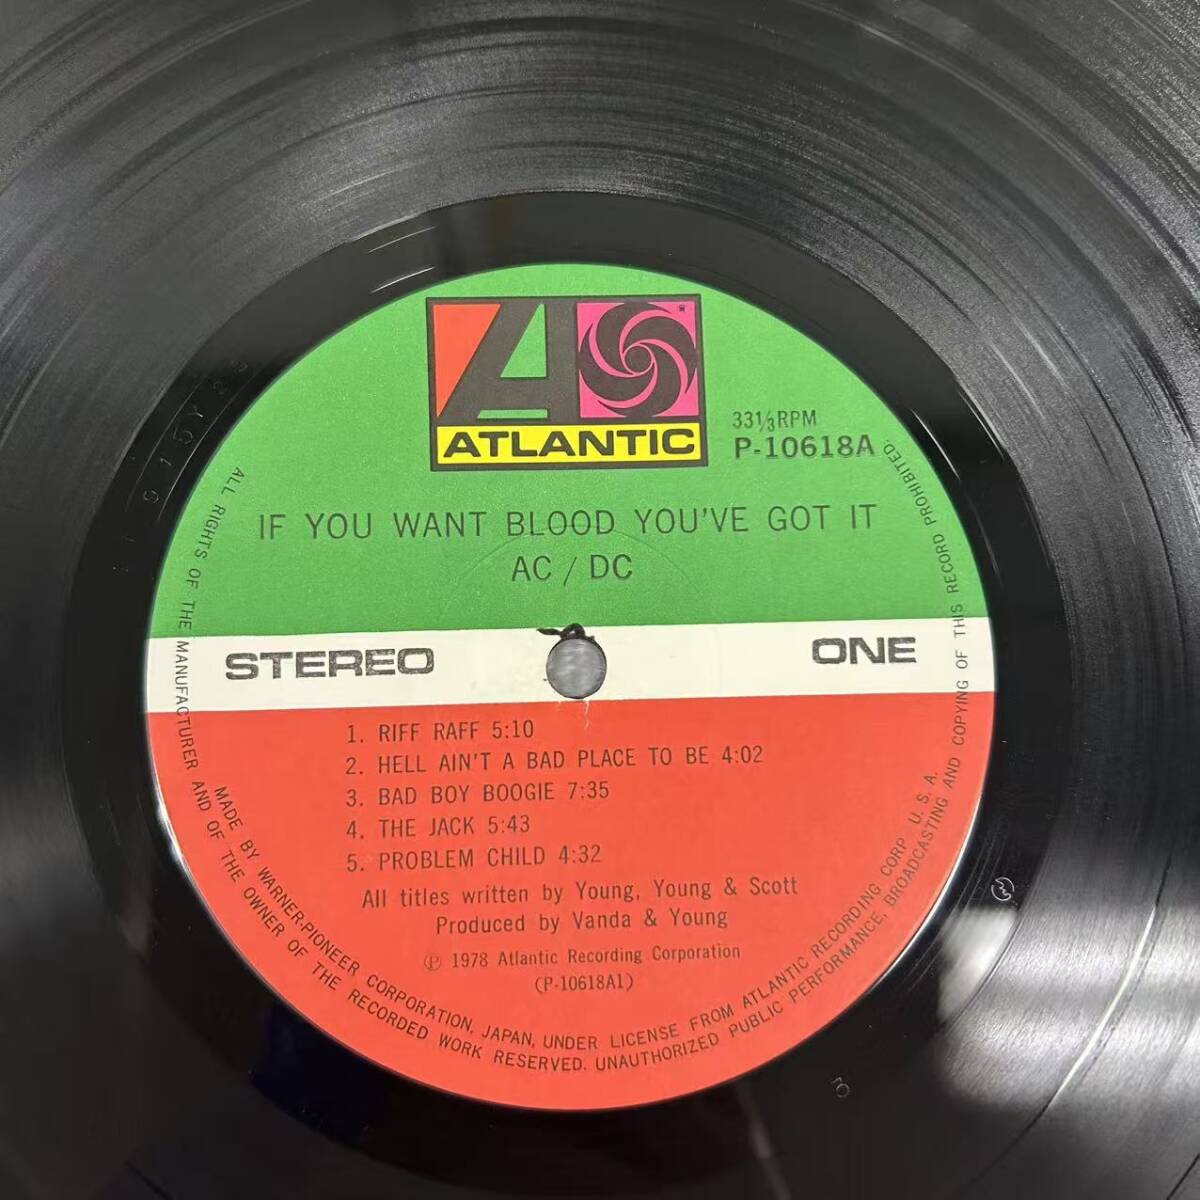 ATLANTIC
33 1/3 RPM
P-10618A
IF YOU WANT BLOOD YOU'VE GOT IT
AC / DC
STEREO
ONE
1. RIFF RAFF 5:10
2. HELL AIN'T A BAD PLACE TO BE 4:02
3. BAD BOY BOOGIE 7:35
4. THE JACK 5:43
5. PROBLEM CHILD 4:32
All titles written by Young, Young & Scott
Produced by Vanda & Young
Ⓟ 1978 Atlantic Recording Corporation
(P-10618A1)
MADE BY WARNER-PIONEER CORPORATION, JAPAN, UNDER LICENSE FROM ATLANTIC RECORDING CORP. U.S.A.
ALL RIGHTS OF THE MANUFACTURER AND OF THE OWNER OF THE RECORDED WORK RESERVED. UNAUTHORIZED PUBLIC PERFORMANCE, BROADCASTING AND COPYING OF THIS RECORD PROHIBITED.